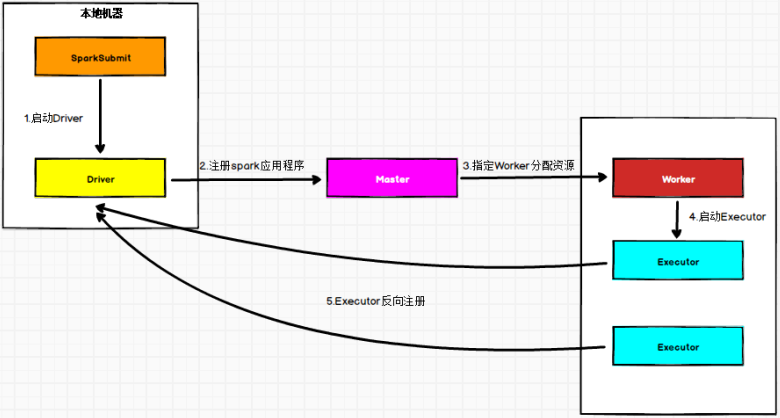 本地机器
SparkSubmit
1.启动Driver
Driver
2.注册spark应用程序
Master
3.指定Worker分配资源
Worker
4.启动Executor
Executor
5.Executor反向注册
Executor